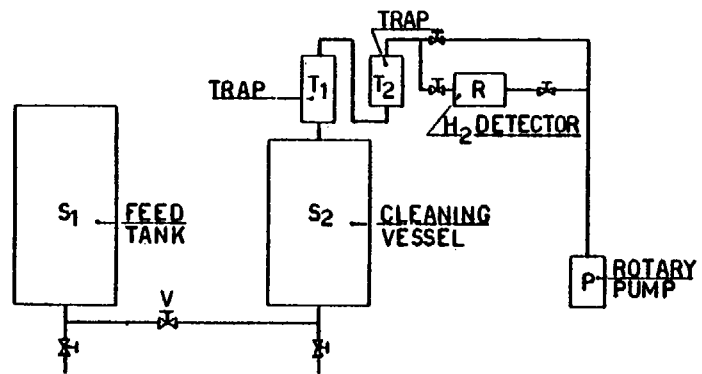 TRAP
TRAP
T1
T2
R
H2 DETECTOR
S1
FEED
TANK
S2
CLEANING
VESSEL
V
P
ROTARY
PUMP